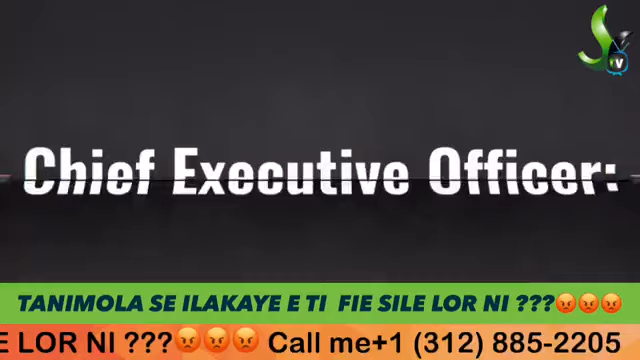 TV
Chief Executive Officer:
TANIMOLA SE ILAKAYE E TI FIE SILE LOR NI ???😡😡😡
E LOR NI ???😡😡😡 Call me+1 (312) 885-2205